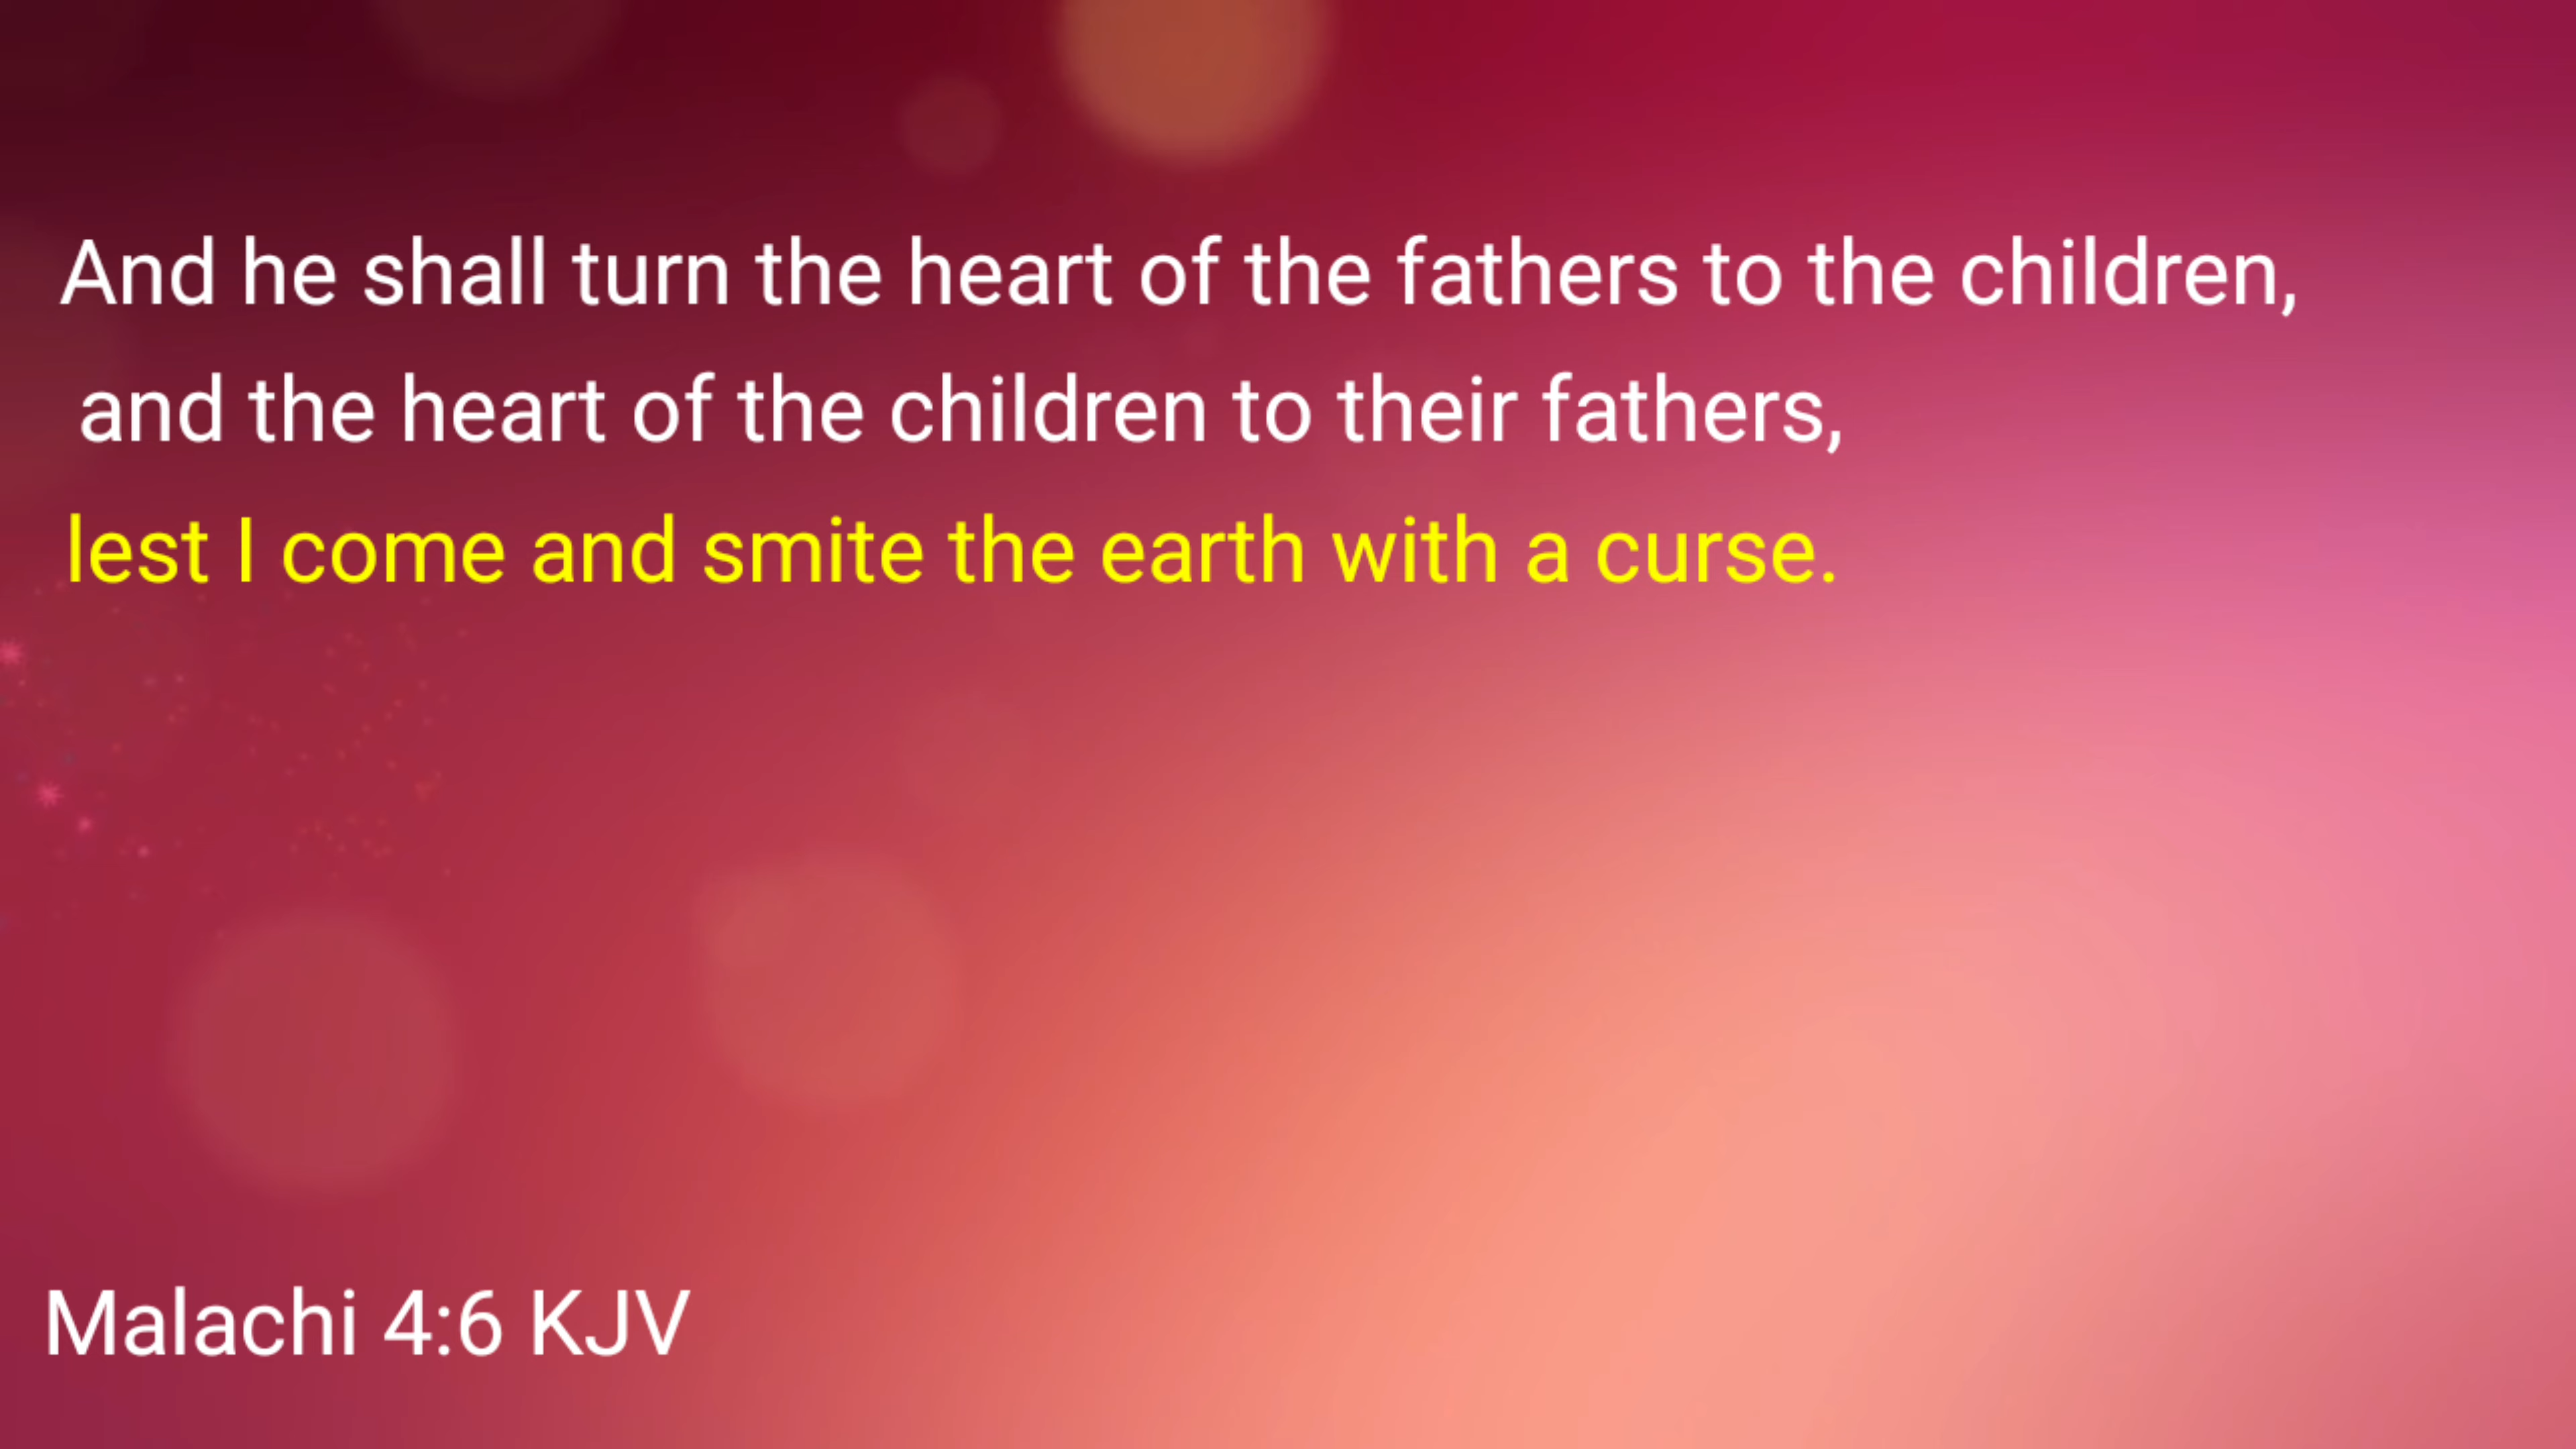 And he shall turn the heart of the fathers to the children,
and the heart of the children to their fathers,
lest I come and smite the earth with a curse.
Malachi 4:6 KJV